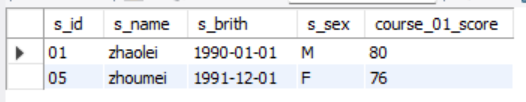 s_id s_name s_brith s_sex course_01_score
01 zhaolei 1990-01-01 M 80
05 zhoumei 1991-12-01 F 76